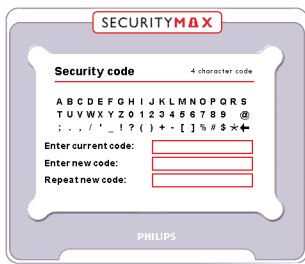 SECURITYMAX
Security code 4 character code
A B C D E F G H I J K L M N O P Q R S
T U V W X Y Z 0 1 2 3 4 5 6 7 8 9 @
; . , / ' _ ! ? ( ) + - [ ] % # $ * ←
Enter current code:
Enter new code:
Repeat new code:
PHILIPS